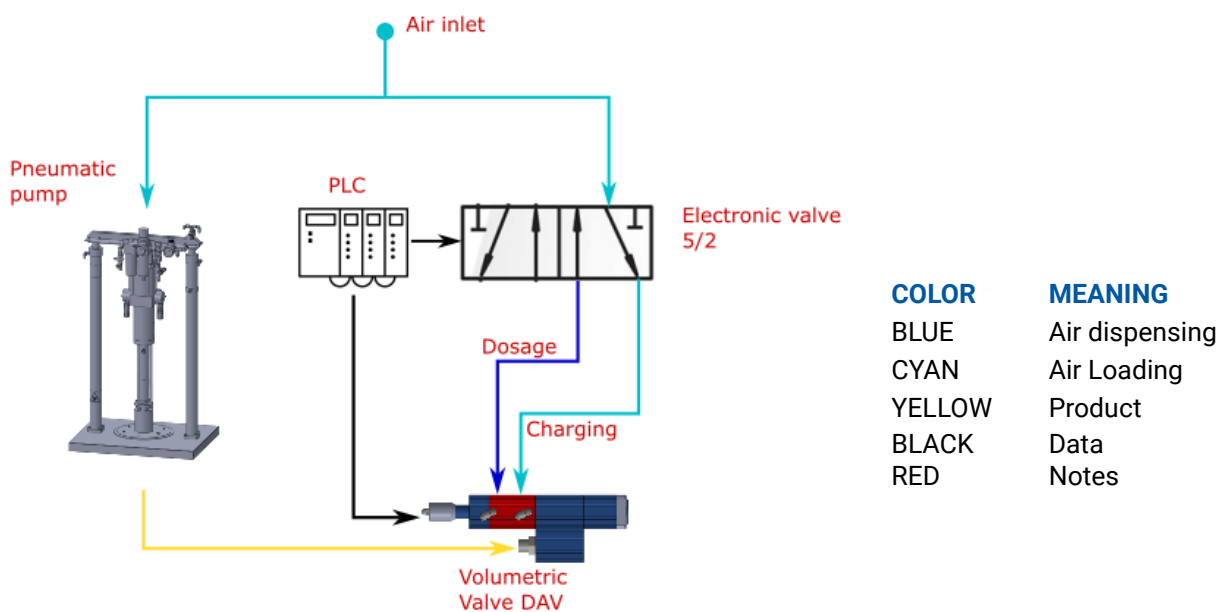 Air inlet
Pneumatic
pump
PLC
Electronic valve
5/2
Dosage
Charging
Volumetric
Valve DAV
COLOR MEANING
BLUE Air dispensing
CYAN Air Loading
YELLOW Product
BLACK Data
RED Notes